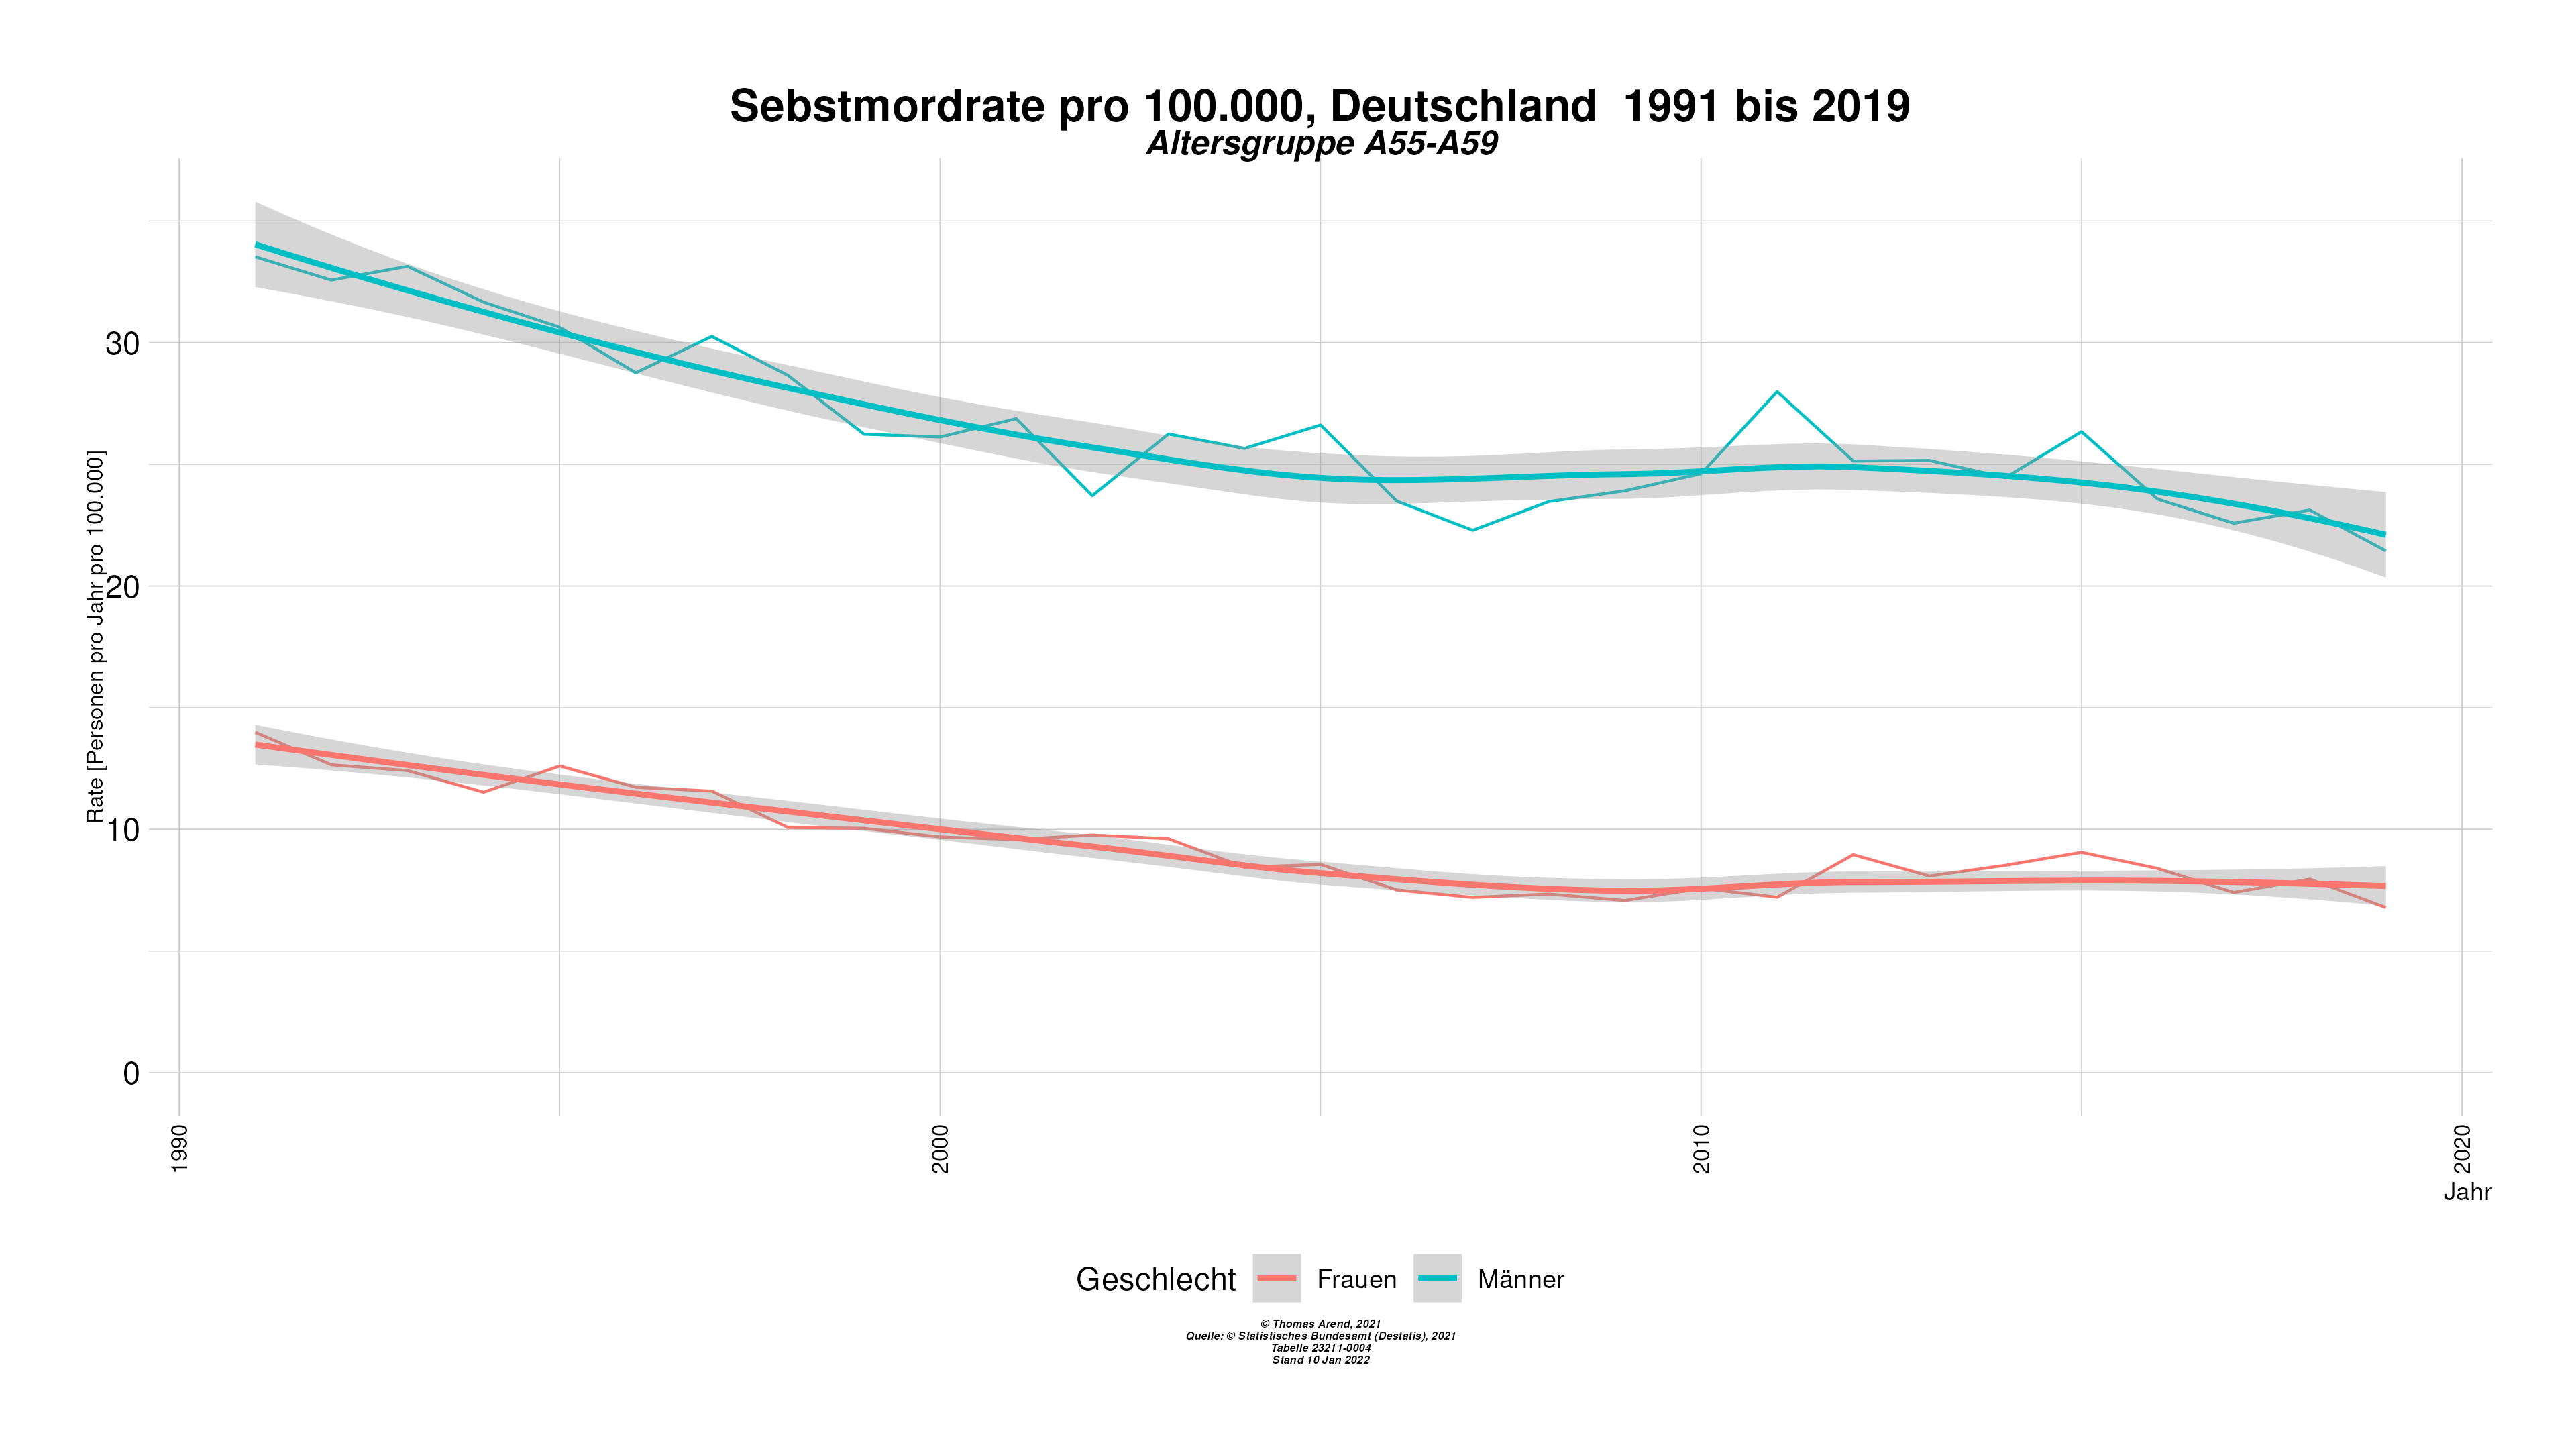 Sebstmordrate pro 100.000, Deutschland  1991 bis 2019
Altersgruppe A55-A59
Rate [Personen pro Jahr pro 100.000]
30
20
10
0
1990
2000
2010
2020
Jahr
Geschlecht Frauen Männer
© Thomas Arend, 2021
Quelle: © Statistisches Bundesamt (Destatis), 2021
Tabelle 23211-0004
Stand 10 Jan 2022